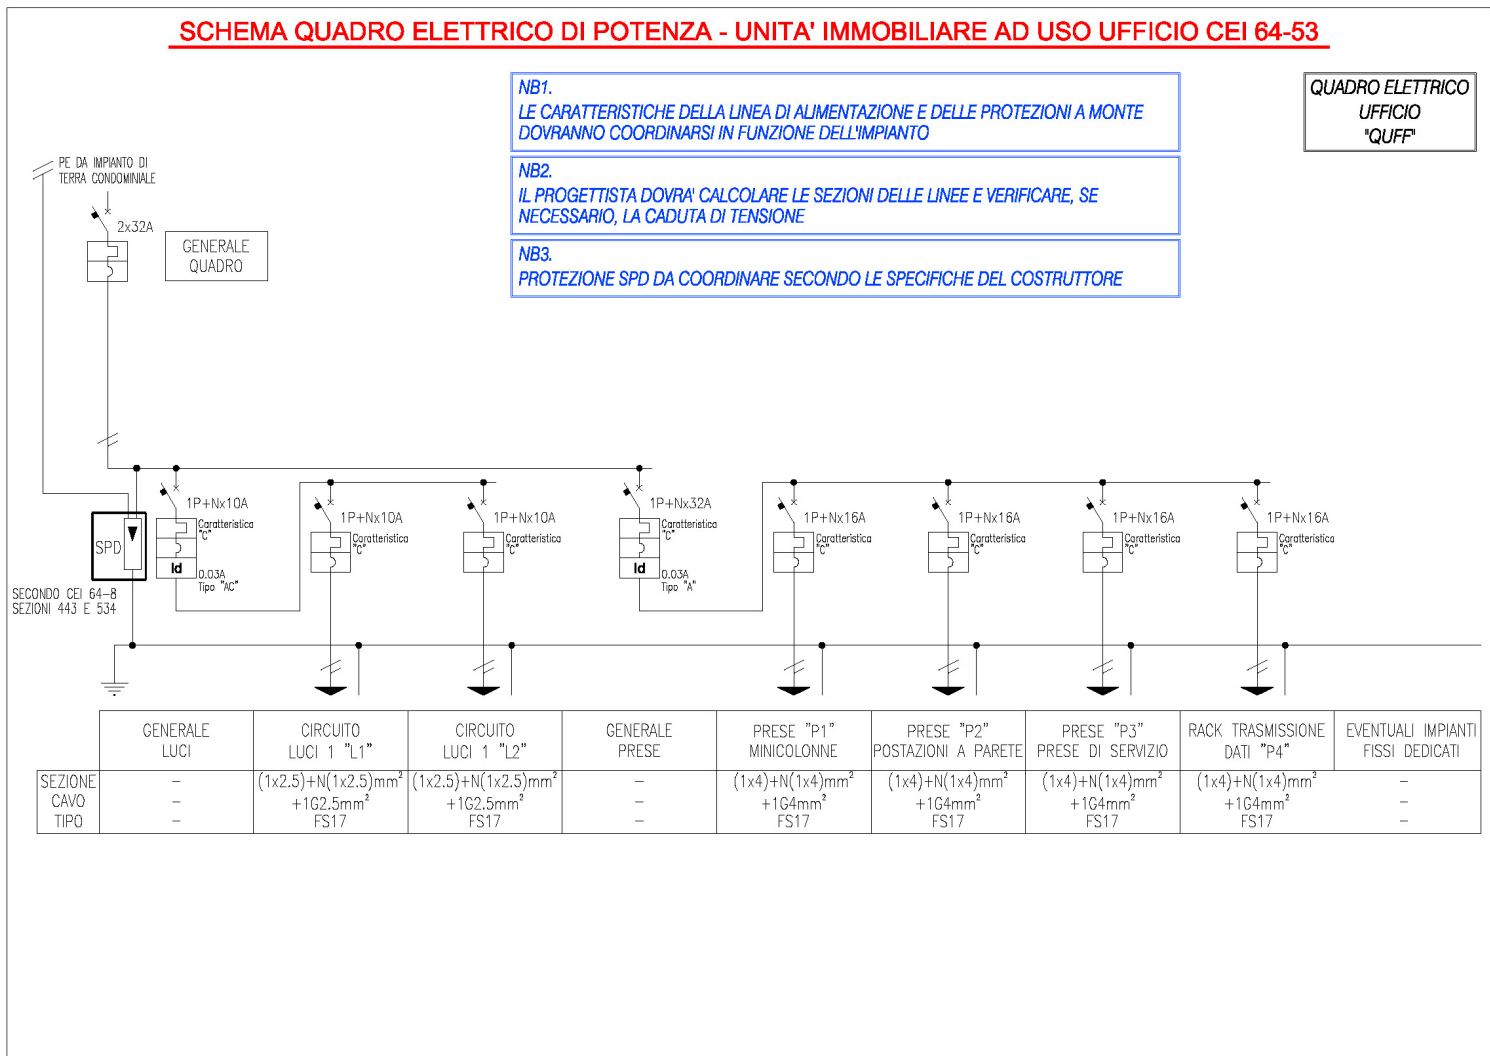 SCHEMA QUADRO ELETTRICO DI POTENZA - UNITA' IMMOBILIARE AD USO UFFICIO CEI 64-53
NB1.
LE CARATTERISTICHE DELLA LINEA DI ALIMENTAZIONE E DELLE PROTEZIONI A MONTE
DOVRANNO COORDINARSI IN FUNZIONE DELL'IMPIANTO
NB2.
IL PROGETTISTA DOVRA' CALCOLARE LE SEZIONI DELLE LINEE E VERIFICARE, SE
NECESSARIO, LA CADUTA DI TENSIONE
NB3.
PROTEZIONE SPD DA COORDINARE SECONDO LE SPECIFICHE DEL COSTRUTTORE
QUADRO ELETTRICO
UFFICIO
"QUFF"
PE DA IMPIANTO DI
TERRA CONDOMINIALE
2x32A
GENERALE
QUADRO
SPD
SECONDO CEI 64-8
SEZIONI 443 E 534
1P+Nx10A
Caratteristica
"C"
Id
0.03A
Tipo "AC"
1P+Nx10A
Caratteristica
"C"
1P+Nx10A
Caratteristica
"C"
1P+Nx32A
Caratteristica
"C"
Id
0.03A
Tipo "A"
1P+Nx16A
Caratteristica
"C"
1P+Nx16A
Caratteristica
"C"
1P+Nx16A
Caratteristica
"C"
1P+Nx16A
Caratteristica
"C"
GENERALE
LUCI
CIRCUITO
LUCI 1 "L1"
CIRCUITO
LUCI 1 "L2"
GENERALE
PRESE
PRESE "P1"
MINICOLONNE
PRESE "P2"
POSTAZIONI A PARETE
PRESE "P3"
PRESE DI SERVIZIO
RACK TRASMISSIONE
DATI "P4"
EVENTUALI IMPIANTI
FISSI DEDICATI
SEZIONE
CAVO
TIPO
-
-
-
(1x2.5)+N(1x2.5)mm²
+1G2.5mm²
FS17
(1x2.5)+N(1x2.5)mm²
+1G2.5mm²
FS17
-
-
-
(1x4)+N(1x4)mm²
+1G4mm²
FS17
(1x4)+N(1x4)mm²
+1G4mm²
FS17
(1x4)+N(1x4)mm²
+1G4mm²
FS17
(1x4)+N(1x4)mm²
+1G4mm²
FS17
-
-
-